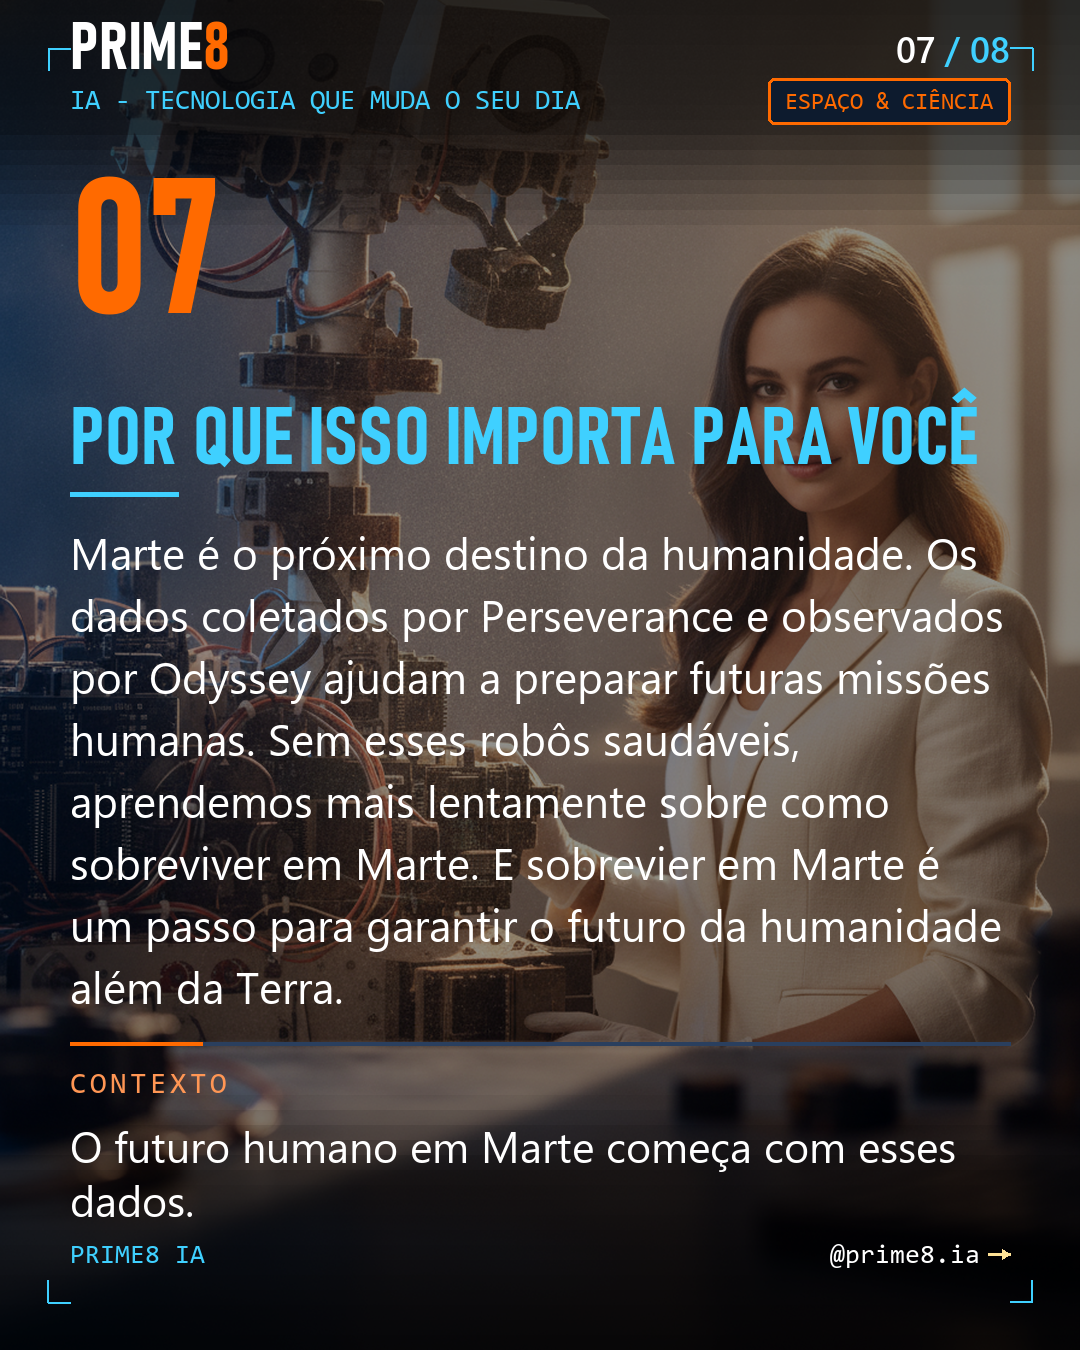 PRIME8
07 / 08
IA - TECNOLOGIA QUE MUDA O SEU DIA
ESPAÇO & CIÊNCIA
07
POR QUE ISSO IMPORTA PARA VOCÊ
Marte é o próximo destino da humanidade. Os
dados coletados por Perseverance e observados
por Odyssey ajudam a preparar futuras missões
humanas. Sem esses robôs saudáveis,
aprendemos mais lentamente sobre como
sobreviver em Marte. E sobrevier em Marte é
um passo para garantir o futuro da humanidade
além da Terra.
CONTEXTO
O futuro humano em Marte começa com esses
dados.
PRIME8 IA
@prime8.ia →